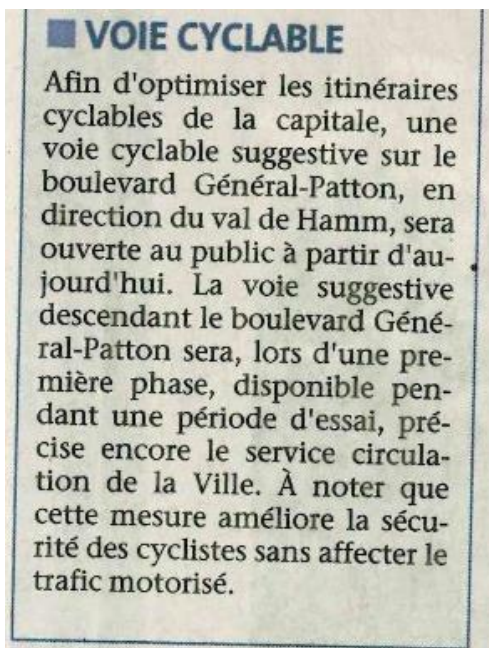 VOIE CYCLABLE
Afin d'optimiser les itinéraires
cyclables de la capitale, une
voie cyclable suggestive sur le
boulevard Général-Patton, en
direction du val de Hamm, sera
ouverte au public à partir d'au-
jourd'hui. La voie suggestive
descendant le boulevard Géné-
ral-Patton sera, lors d'une pre-
mière phase, disponible pen-
dant une période d'essai, pré-
cise encore le service circula-
tion de la Ville. À noter que
cette mesure améliore la sécu-
rité des cyclistes sans affecter le
trafic motorisé.